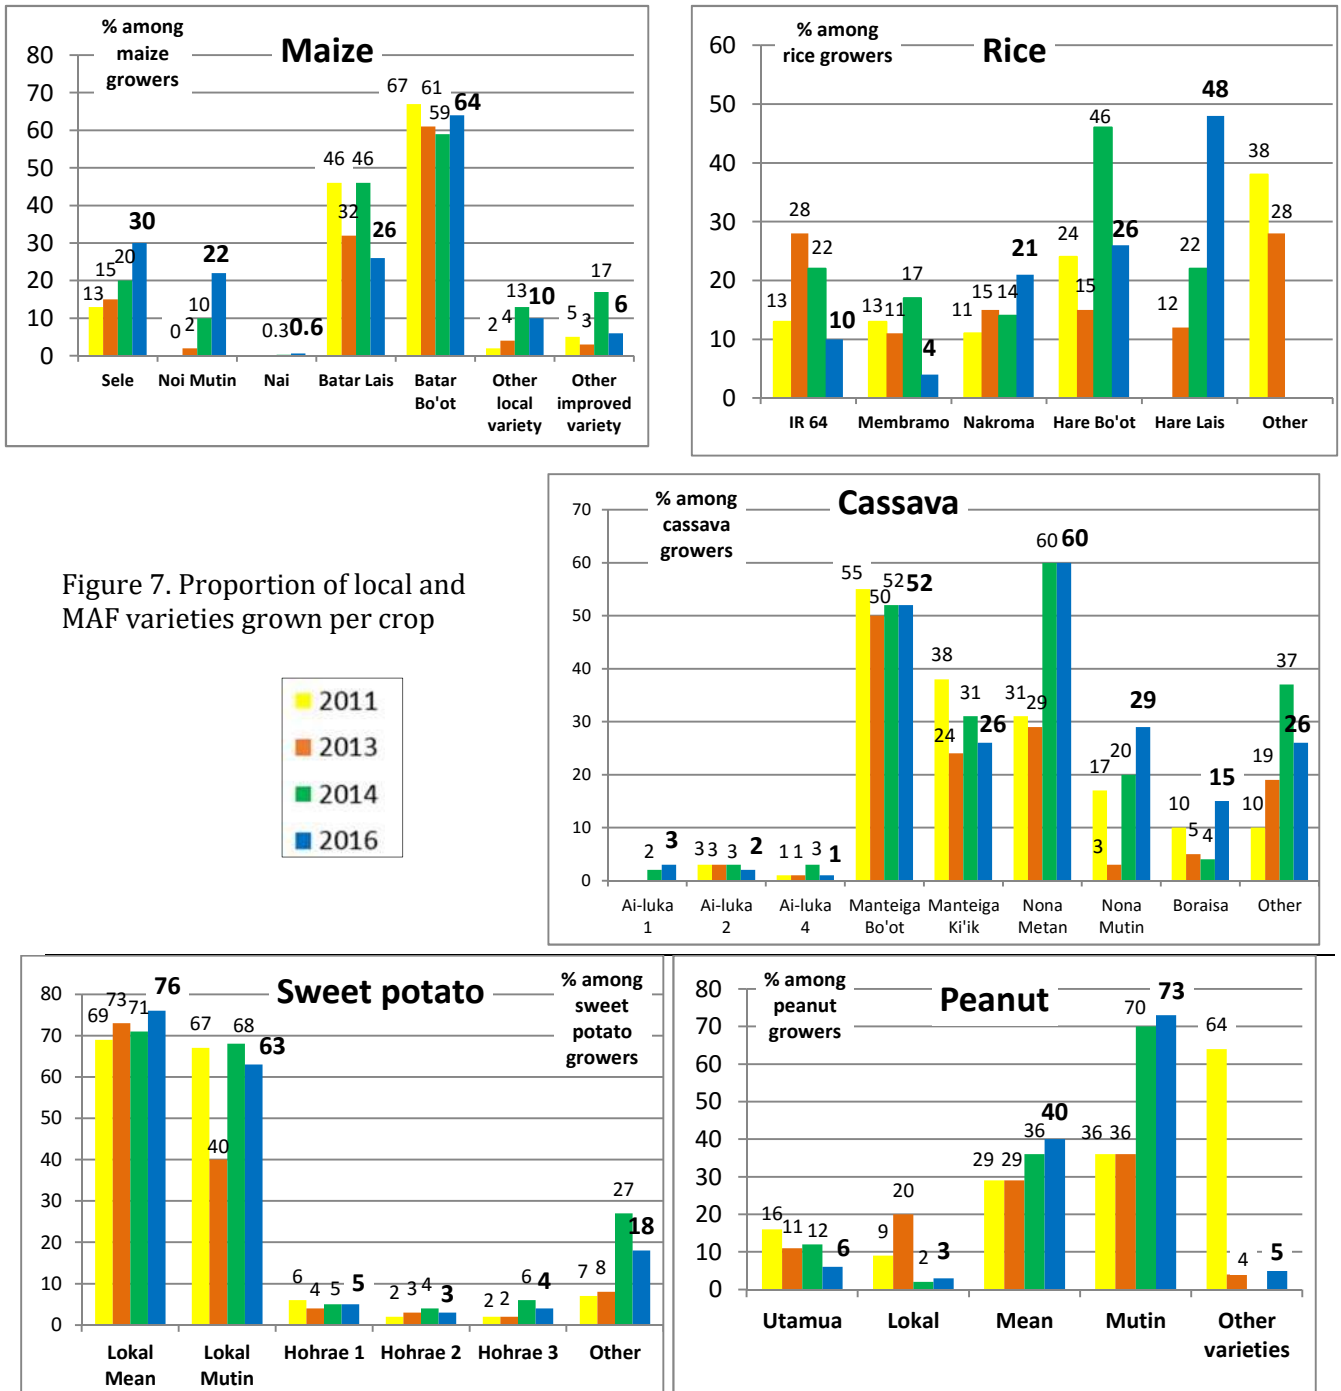 % among
maize
growers
Maize
80
70
60
50
40
30
20
10
0
13 15 20 30
0 2 10 22
0.3 0.6
46 32 46 26
67 61 59 64
2 4 13 10
5 3 17 6
Sele Noi Mutin Nai Batar Lais Batar Bo'ot Other local variety Other improved variety
% among
rice growers
Rice
60
50
40
30
20
10
0
13 28 22 10
13 11 17 4
11 15 14 21
24 15 46 26
12 22 48
38 28
IR 64 Membramo Nakroma Hare Bo'ot Hare Lais Other
Figure 7. Proportion of local and
MAF varieties grown per crop
2011
2013
2014
2016
% among
cassava
growers
Cassava
70
60
50
40
30
20
10
0
2 3
3 3 3 2
1 1 3 1
55 50 52 52
38 24 31 26
31 29 60 60
17 3 20 29
10 5 4 15
10 19 37 26
Ai-luka 1 Ai-luka 2 Ai-luka 4 Manteiga Bo'ot Manteiga Ki'ik Nona Metan Nona Mutin Boraisa Other
Sweet potato
% among
sweet
potato
growers
80
70
60
50
40
30
20
10
0
69 73 71 76
67 40 68 63
6 4 5 5
2 3 4 3
2 2 6 4
7 8 27 18
Lokal Mean Lokal Mutin Hohrae 1 Hohrae 2 Hohrae 3 Other
% among
peanut
growers
Peanut
80
70
60
50
40
30
20
10
0
16 11 12 6
9 20 2 3
29 29 36 40
36 36 70 73
64 4 5
Utamua Lokal Mean Mutin Other varieties